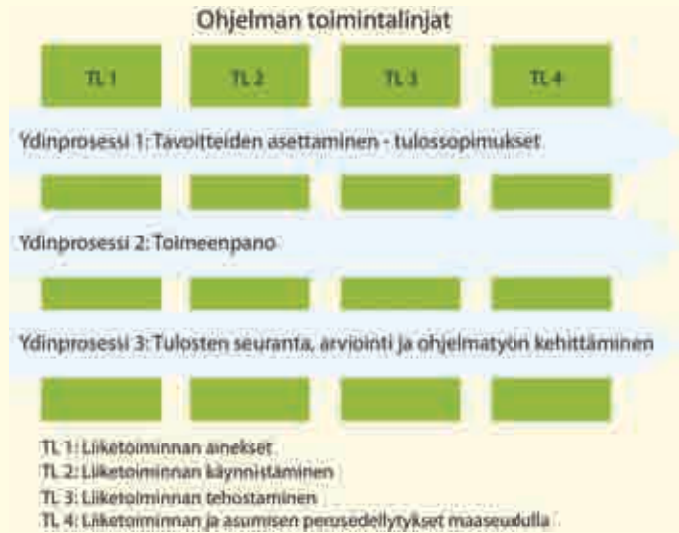 Ohjelman toimintalinjat
TL 1 TL 2 TL 3 TL 4
Ydinprosessi 1: Tavoitteiden asettaminen - tulossopimukset
Ydinprosessi 2: Toimeenpano
Ydinprosessi 3: Tulosten seuranta, arviointi ja ohjelmatyön kehittäminen
TL 1: Liiketoiminnan ainekset
TL 2: Liiketoiminnan käynnistäminen
TL 3: Liiketoiminnan tehostaminen
TL 4: Liiketoiminnan ja asumisen perusedellytykset maaseudulla